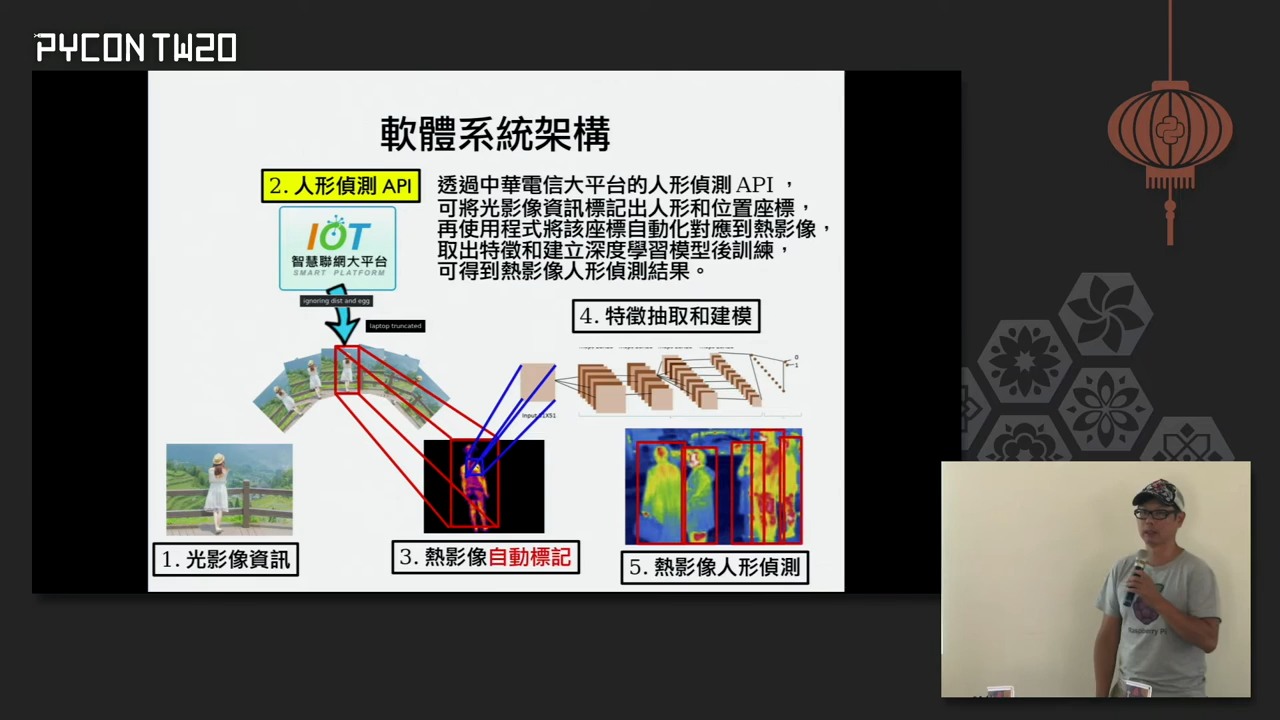 PYCON TW20
軟體系統架構
2. 人形偵測 API
透過中華電信大平台的人形偵測 API ，
可將光影像資訊標記出人形和位置座標，
再使用程式將該座標自動化對應到熱影像，
取出特徵和建立深度學習模型後訓練，
可得到熱影像人形偵測結果。
IOT
智慧聯網大平台
SMART PLATFORM
ignoring dist and egg
laptop truncated
4. 特徵抽取和建模
0
1
1. 光影像資訊
3. 熱影像自動標記
5. 熱影像人形偵測
Raspberry Pi